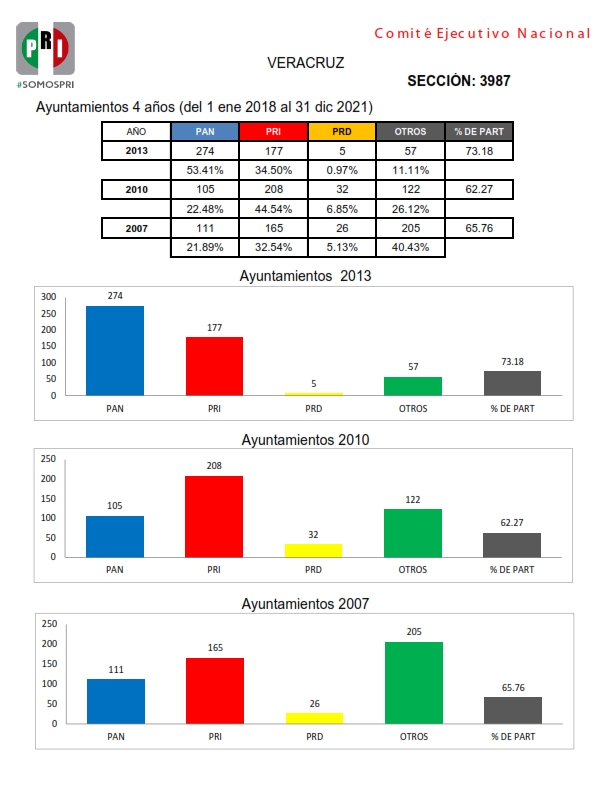 PRI
#SOMOSPRI
Comité Ejecutivo Nacional
VERACRUZ
SECCIÓN: 3987
Ayuntamientos 4 años (del 1 ene 2018 al 31 dic 2021)
AÑO PAN PRI PRD OTROS % DE PART
2013 274 177 5 57 73.18
53.41% 34.50% 0.97% 11.11%
2010 105 208 32 122 62.27
22.48% 44.54% 6.85% 26.12%
2007 111 165 26 205 65.76
21.89% 32.54% 5.13% 40.43%
Ayuntamientos 2013
300
250
200
150
100
50
0
274
177
5
57
73.18
PAN PRI PRD OTROS % DE PART
Ayuntamientos 2010
250
200
150
100
50
0
105
208
32
122
62.27
PAN PRI PRD OTROS % DE PART
Ayuntamientos 2007
250
200
150
100
50
0
111
165
26
205
65.76
PAN PRI PRD OTROS % DE PART